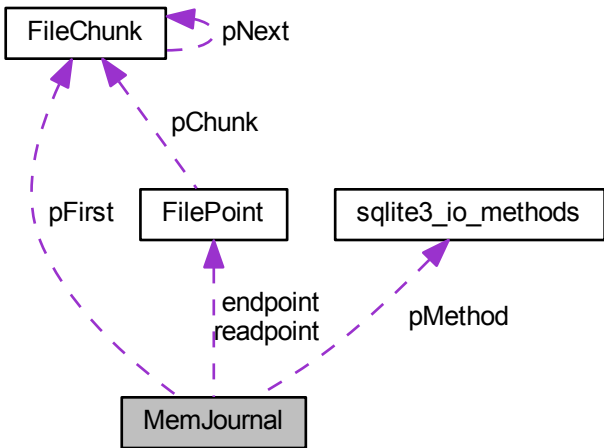 FileChunk
pNext
pChunk
pFirst
FilePoint
sqlite3_io_methods
endpoint
readpoint
pMethod
MemJournal